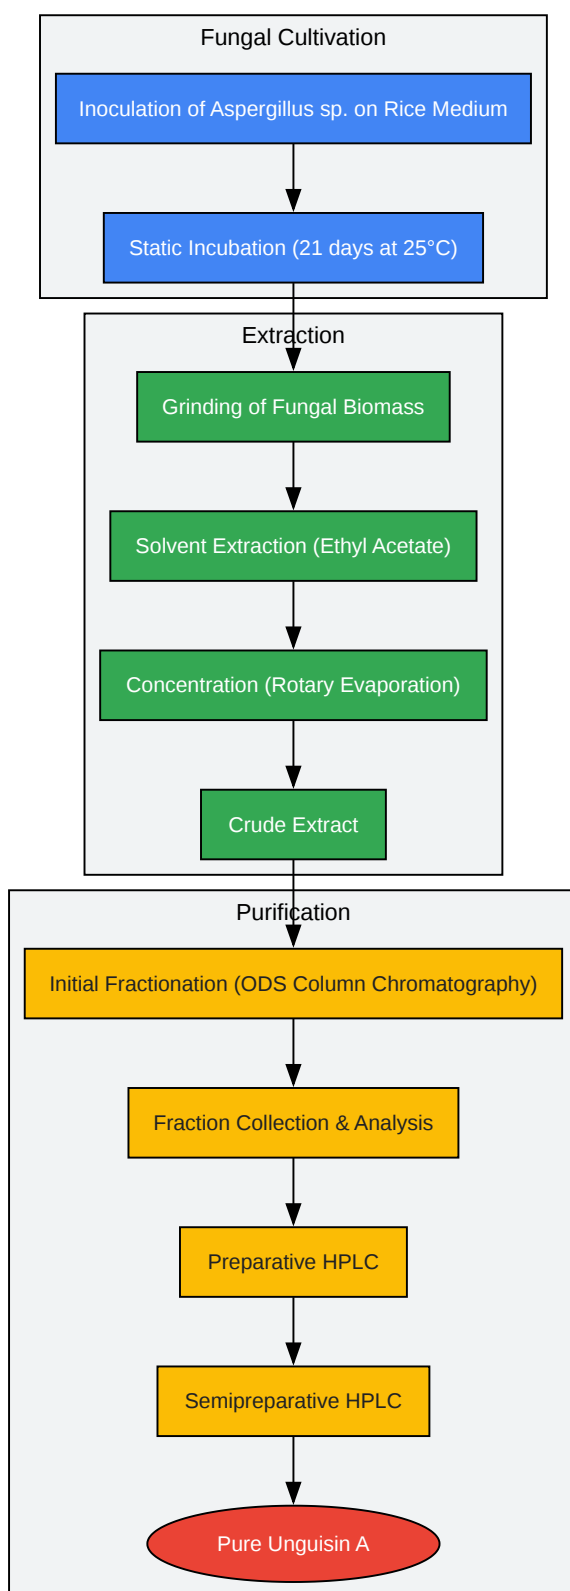 Fungal Cultivation
Inoculation of Aspergillus sp. on Rice Medium
Static Incubation (21 days at 25°C)
Extraction
Grinding of Fungal Biomass
Solvent Extraction (Ethyl Acetate)
Concentration (Rotary Evaporation)
Crude Extract
Purification
Initial Fractionation (ODS Column Chromatography)
Fraction Collection & Analysis
Preparative HPLC
Semipreparative HPLC
Pure Unguisin A